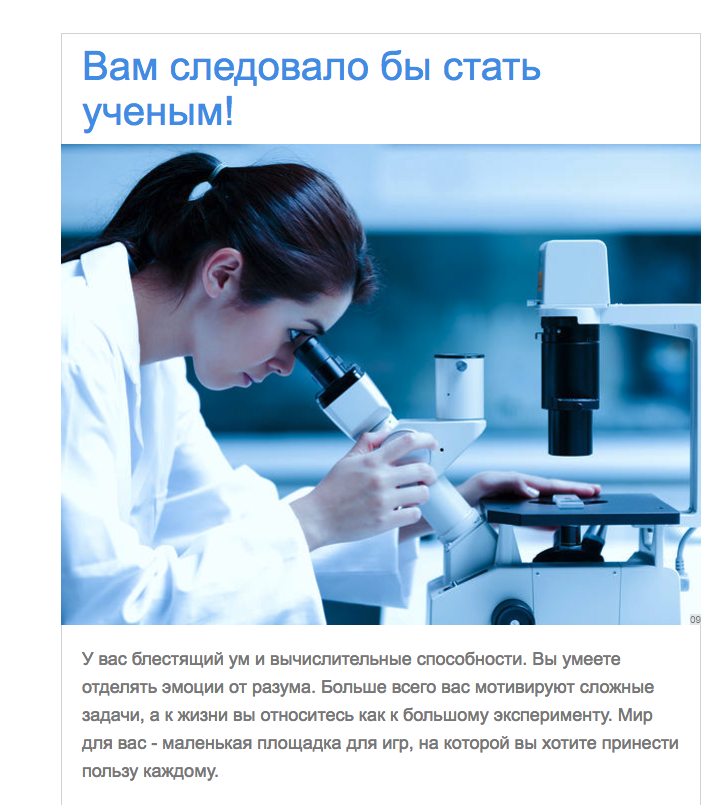 Вам следовало бы стать
ученым!
09
У вас блестящий ум и вычислительные способности. Вы умеете
отделять эмоции от разума. Больше всего вас мотивируют сложные
задачи, а к жизни вы относитесь как к большому эксперименту. Мир
для вас - маленькая площадка для игр, на которой вы хотите принести
пользу каждому.